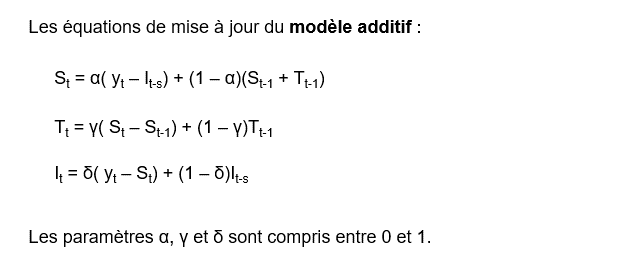 Les équations de mise à jour du modèle additif :
Sₜ = α( yₜ – Iₜ₋ₛ) + (1 – α)(Sₜ₋₁ + Tₜ₋₁)
Tₜ = γ( Sₜ – Sₜ₋₁) + (1 – γ)Tₜ₋₁
Iₜ = δ( yₜ – Sₜ) + (1 – δ)Iₜ₋ₛ
Les paramètres α, γ et δ sont compris entre 0 et 1.